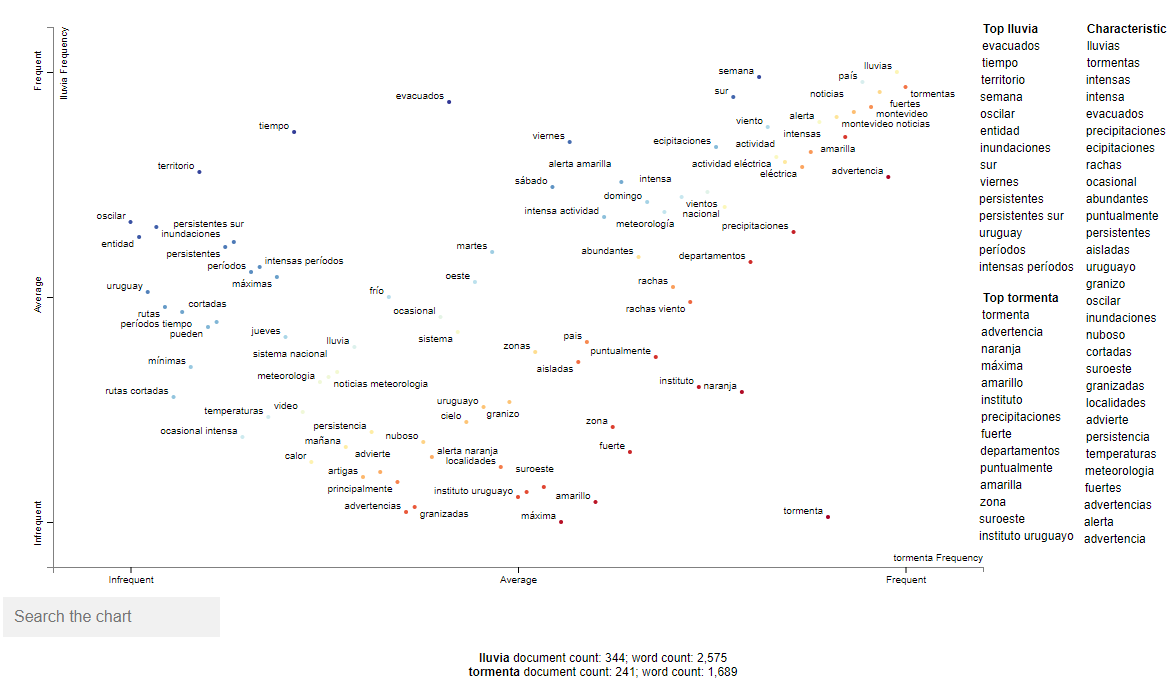 Frequent
lluvia Frequency
Average
Infrequent
lluvias
semana
país
sur
noticias
tormentas
evacuados
fuertes
montevideo
alerta
montevideo noticias
viento
tiempo
viernes
intensas
ecipitaciones
actividad
amarilla
alerta amarilla
actividad eléctrica
territorio
eléctrica
advertencia
sábado
intensa
domingo
vientos
nacional
intensa actividad
oscilar
meteorología
persistentes sur
precipitaciones
inundaciones
entidad
martes
abundantes
persistentes
departamentos
intensas períodos
períodos
oeste
rachas
máximas
uruguay
frío
cortadas
rachas viento
rutas
ocasional
períodos tiempo
pueden
jueves
sistema
pais
lluvia
zonas
puntualmente
sistema nacional
mínimas
aisladas
meteorologia
noticias meteorologia
instituto
naranja
rutas cortadas
uruguayo
granizo
temperaturas
video
cielo
zona
persistencia
ocasional intensa
nuboso
mañana
fuerte
alerta naranja
advierte
calor
localidades
suroeste
artigas
principalmente
instituto uruguayo
amarillo
advertencias
granizadas
máxima
tormenta
tormenta Frequency
Infrequent
Average
Frequent
Top lluvia
evacuados
tiempo
territorio
semana
oscilar
entidad
inundaciones
sur
viernes
persistentes
persistentes sur
uruguay
períodos
intensas períodos
Top tormenta
tormenta
advertencia
naranja
máxima
amarillo
instituto
precipitaciones
fuerte
departamentos
puntualmente
amarilla
zona
suroeste
instituto uruguayo
Characteristic
lluvias
tormentas
intensas
intensa
evacuados
precipitaciones
ecipitaciones
rachas
ocasional
abundantes
puntualmente
persistentes
aisladas
uruguayo
granizo
oscilar
inundaciones
nuboso
cortadas
suroeste
granizadas
localidades
advierte
persistencia
temperaturas
meteorologia
fuertes
advertencias
alerta
advertencia
Search the chart
lluvia document count: 344; word count: 2,575
tormenta document count: 241; word count: 1,689